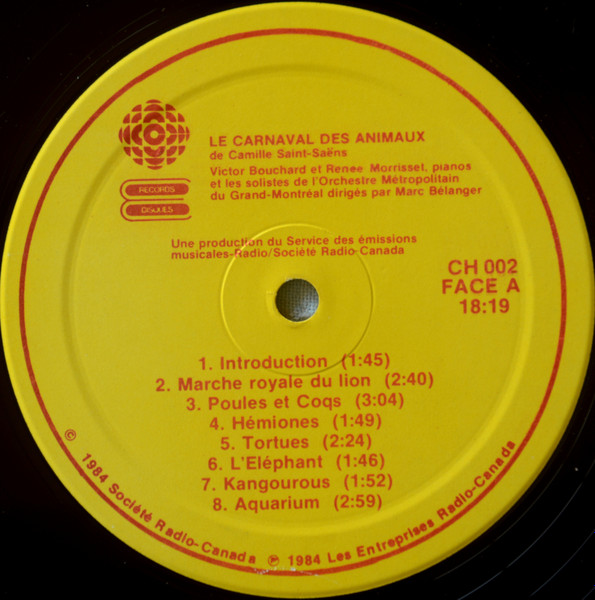 LE CARNAVAL DES ANIMAUX
de Camille Saint-Saëns
Victor Bouchard et Renee Morrisset, pianos
et les solistes de l'Orchestre Métropolitain
du Grand-Montréal dirigés par Marc Bélanger
RECORDS
DISQUES
Une production du Service des émissions
musicales-Radio/Société Radio-Canada
CH 002
FACE A
18:19
1. Introduction (1:45)
2. Marche royale du lion (2:40)
3. Poules et Coqs (3:04)
4. Hémiones (1:49)
5. Tortues (2:24)
6. L'Eléphant (1:46)
7. Kangourous (1:52)
8. Aquarium (2:59)
© 1984 Société Radio-Canada ℗ 1984 Les Entreprises Radio-Canada